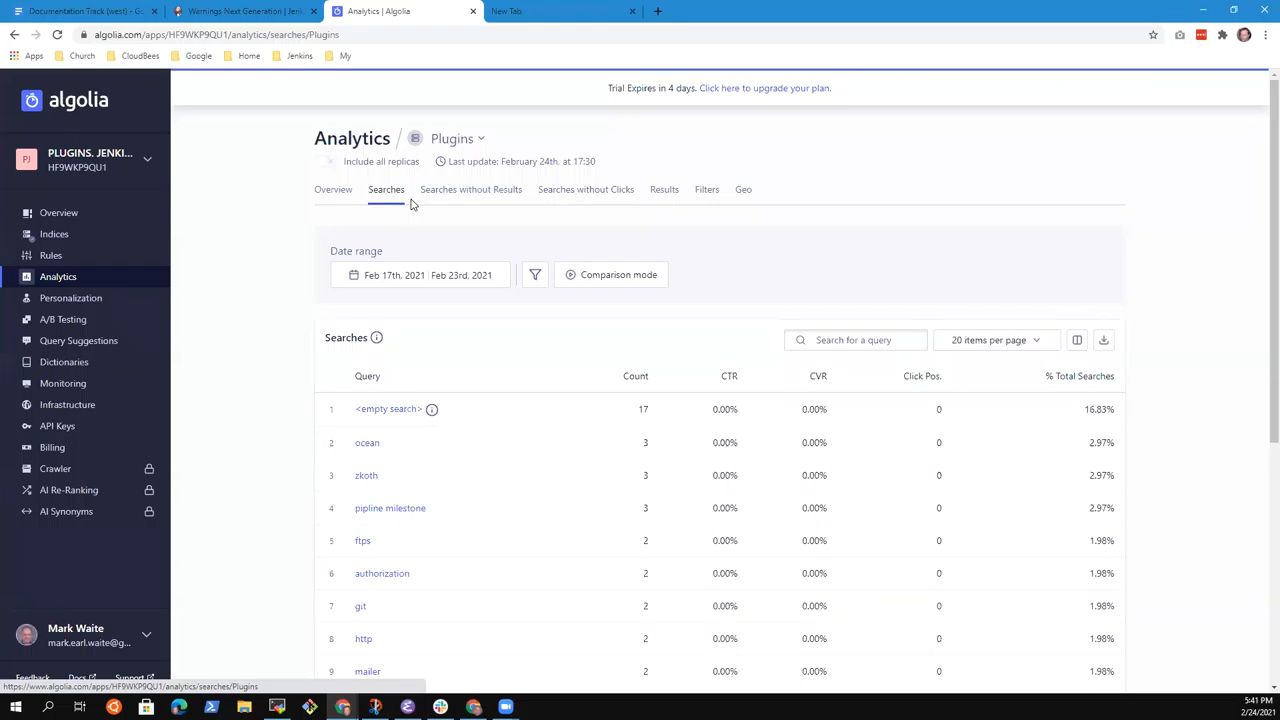 Documentation Track (west) - G
Warnings Next Generation | Jenki
Analytics | Algolia
New Tab
algolia.com/apps/HF9WKP9QU1/analytics/searches/Plugins
Apps
Church
CloudBees
Google
Home
Jenkins
My
algolia
Trial Expires in 4 days. Click here to upgrade your plan.
PJ
PLUGINS. JENKI...
HF9WKP9QU1
Analytics / Plugins
Include all replicas
Last update: February 24th. at 17:30
Overview
Searches
Searches without Results
Searches without Clicks
Results
Filters
Geo
Overview
Indices
Rules
Analytics
Personalization
A/B Testing
Query Suggestions
Dictionaries
Monitoring
Infrastructure
API Keys
Billing
Crawler
AI Re-Ranking
AI Synonyms
Date range
Feb 17th, 2021 | Feb 23rd, 2021
Comparison mode
Searches
Search for a query
20 items per page
Query Count CTR CVR Click Pos. % Total Searches
1 <empty search> 17 0.00% 0.00% 0 16.83%
2 ocean 3 0.00% 0.00% 0 2.97%
3 zkoth 3 0.00% 0.00% 0 2.97%
4 pipline milestone 3 0.00% 0.00% 0 2.97%
5 ftps 2 0.00% 0.00% 0 1.98%
6 authorization 2 0.00% 0.00% 0 1.98%
7 git 2 0.00% 0.00% 0 1.98%
8 http 2 0.00% 0.00% 0 1.98%
9 mailer 2 0.00% 0.00% 0 1.98%
Mark Waite
mark.earl.waite@g...
Feedback
Docs
Support
https://www.algolia.com/apps/HF9WKP9QU1/analytics/searches/Plugins
5:41 PM
2/24/2021